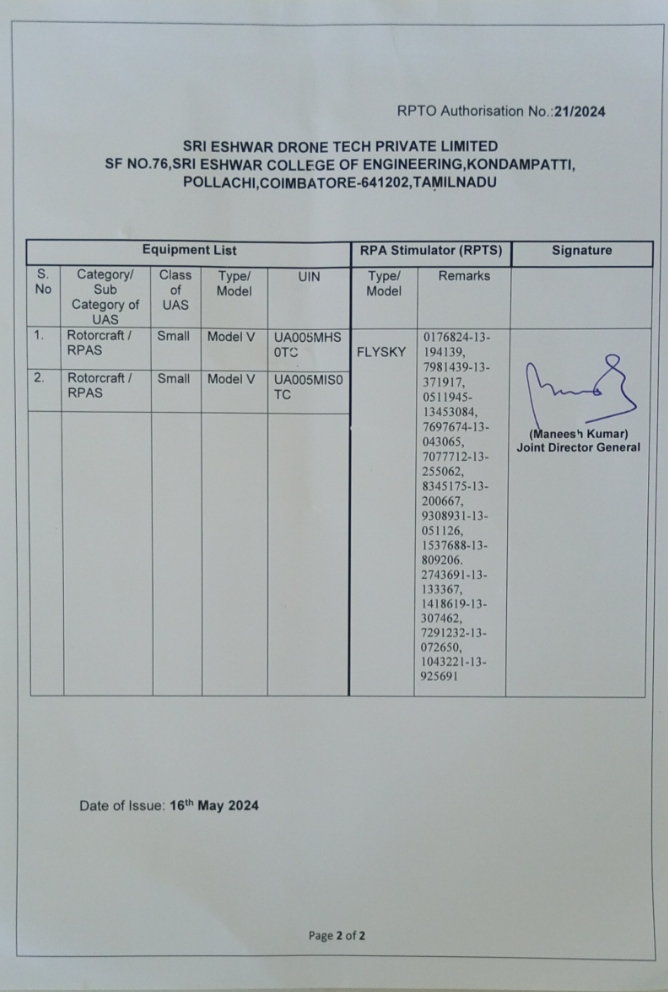 RPTO Authorisation No.:21/2024
SRI ESHWAR DRONE TECH PRIVATE LIMITED
SF NO.76,SRI ESHWAR COLLEGE OF ENGINEERING,KONDAMPATTI,
POLLACHI,COIMBATORE-641202,TAMILNADU
Equipment List
RPA Stimulator (RPTS)
Signature
S. No
Category/ Sub Category of UAS
Class of UAS
Type/ Model
UIN
Type/ Model
Remarks
1.
Rotorcraft / RPAS
Small
Model V
UA005MHS
0TC
2.
Rotorcraft / RPAS
Small
Model V
UA005MIS0
TC
FLYSKY
0176824-13-
194139,
7981439-13-
371917,
0511945-
13453084,
7697674-13-
043065,
7077712-13-
255062,
8345175-13-
200667,
9308931-13-
051126,
1537688-13-
809206.
2743691-13-
133367,
1418619-13-
307462,
7291232-13-
072650,
1043221-13-
925691
(Maneesh Kumar)
Joint Director General
Date of Issue: 16th May 2024
Page 2 of 2